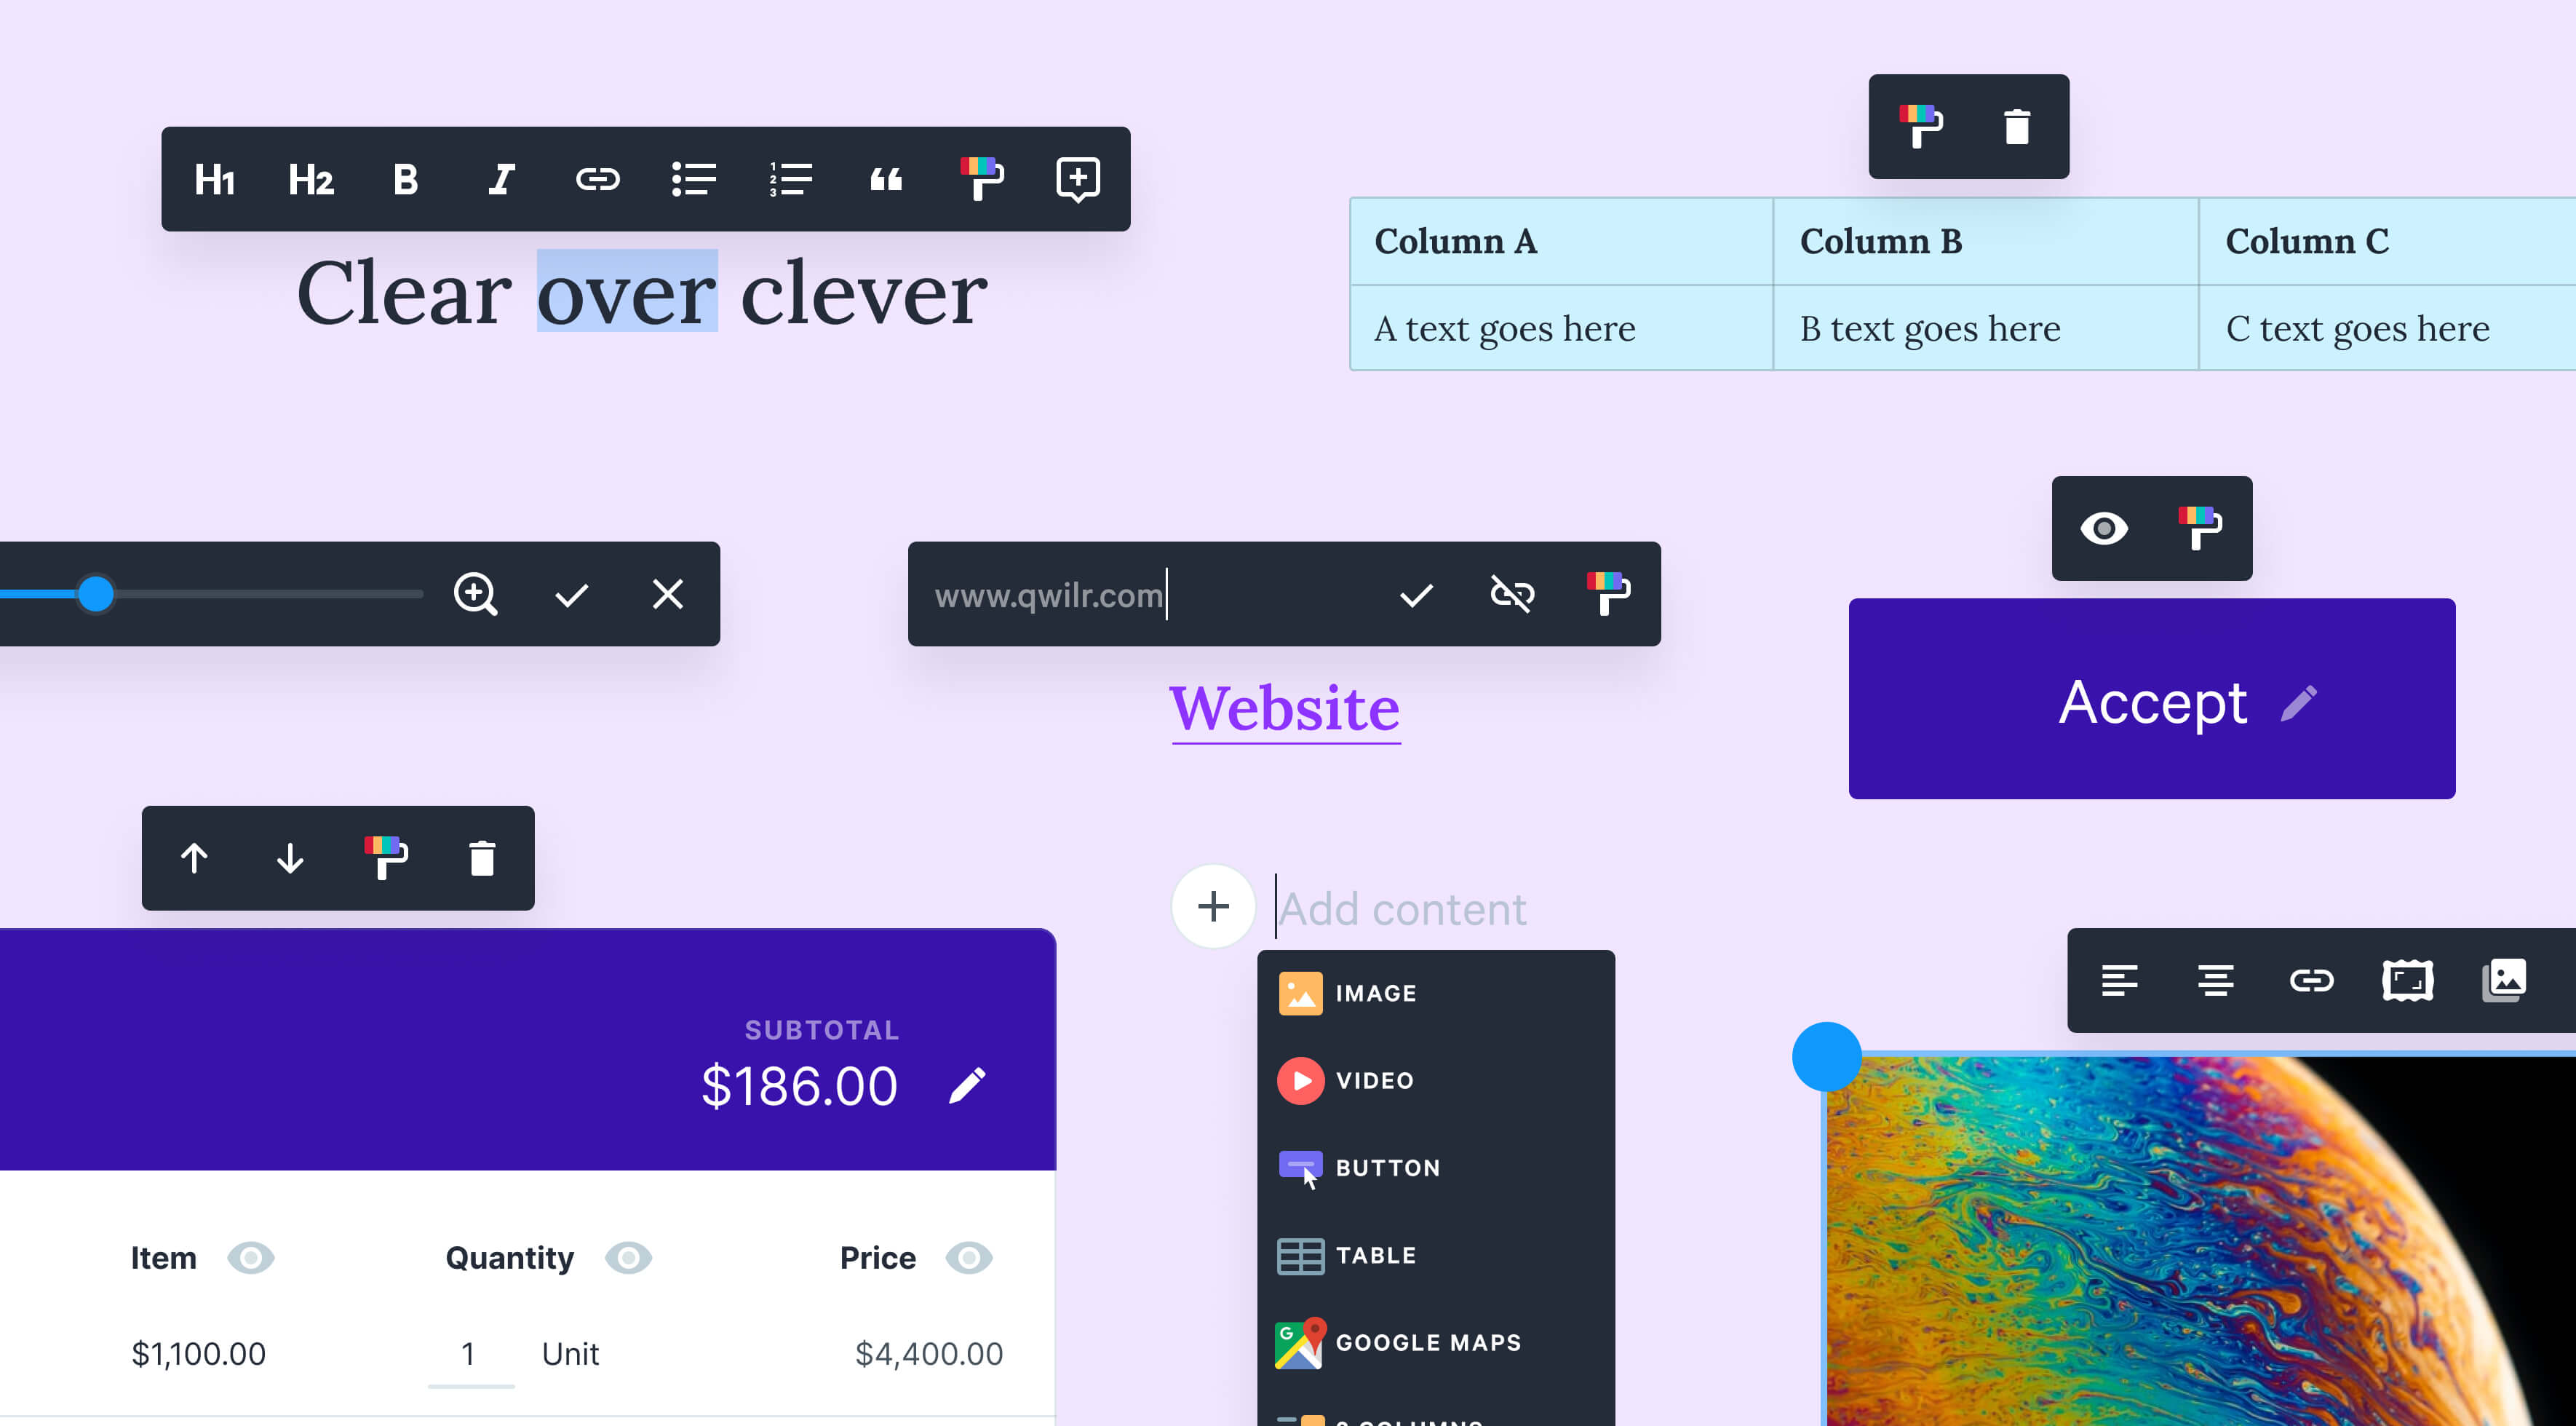 H1 H2 B I
Clear over clever
Column A Column B Column C
A text goes here B text goes here C text goes here
www.qwilr.com
Website
Accept
Add content
IMAGE
VIDEO
BUTTON
TABLE
GOOGLE MAPS
SUBTOTAL
$186.00
Item Quantity Price
$1,100.00 1 Unit $4,400.00